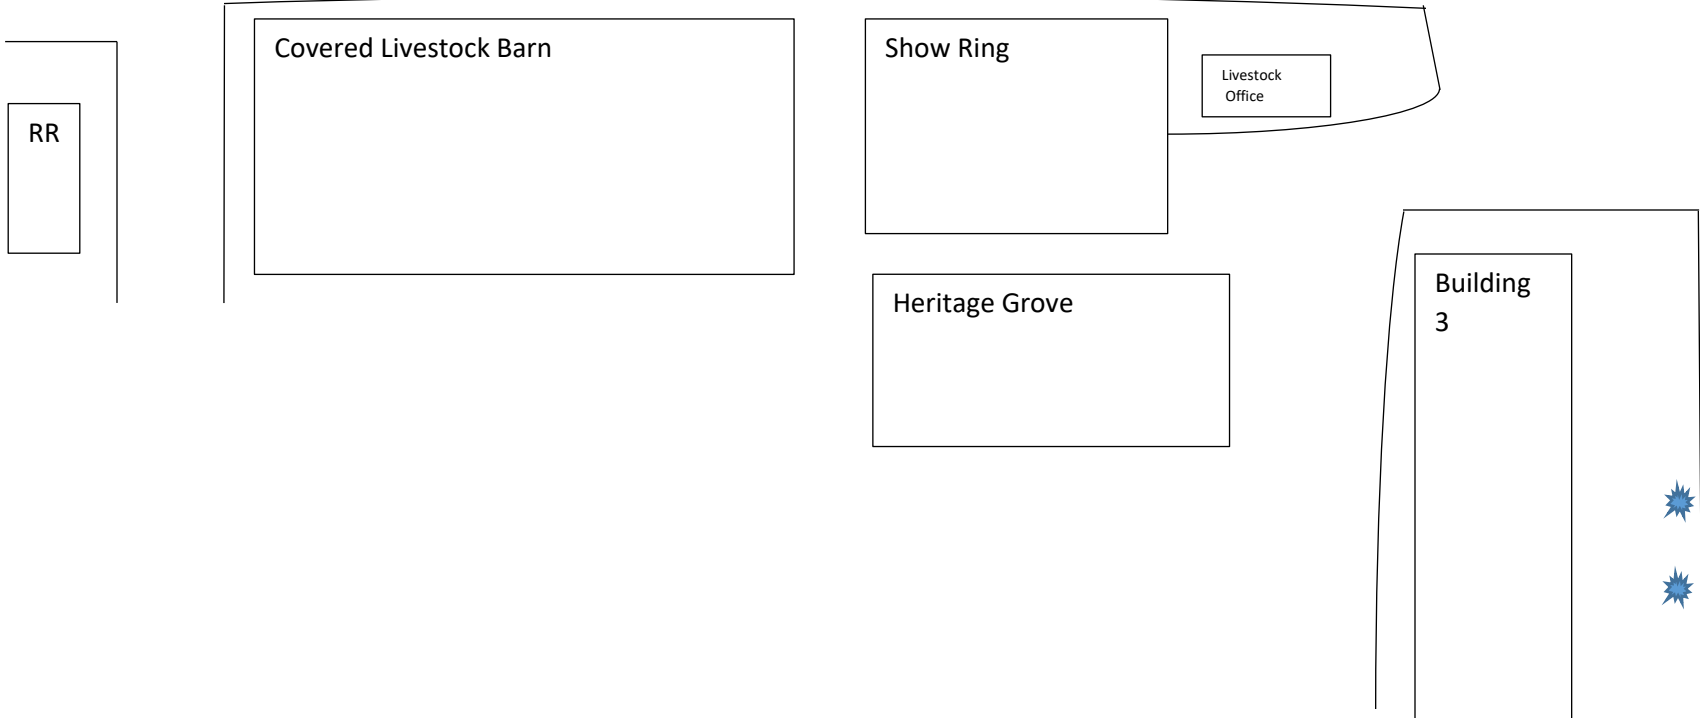 Covered Livestock Barn
Show Ring
Livestock
Office
RR
Heritage Grove
Building
3